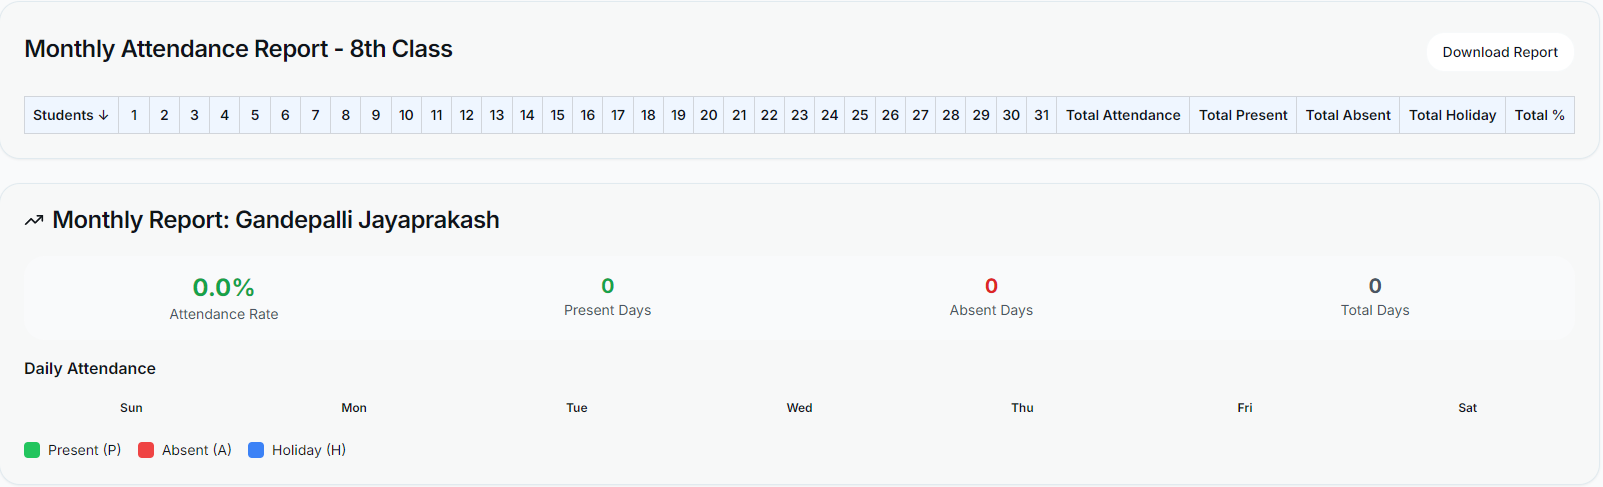 Monthly Attendance Report - 8th Class
Download Report
Students ↓ 1 2 3 4 5 6 7 8 9 10 11 12 13 14 15 16 17 18 19 20 21 22 23 24 25 26 27 28 29 30 31 Total Attendance Total Present Total Absent Total Holiday Total %
Monthly Report: Gandepalli Jayaprakash
0.0% 0 0 0
Attendance Rate Present Days Absent Days Total Days
Daily Attendance
Sun Mon Tue Wed Thu Fri Sat
Present (P) Absent (A) Holiday (H)